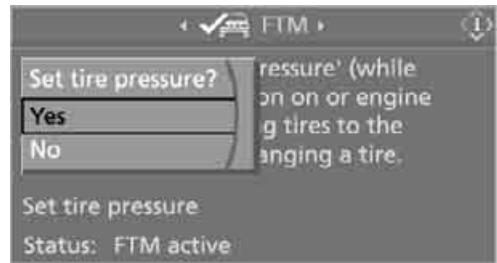 FTM
Set tire pressure?
Yes
No
ressure' (while
on on or engine
g tires to the
anging a tire.
Set tire pressure
Status: FTM active